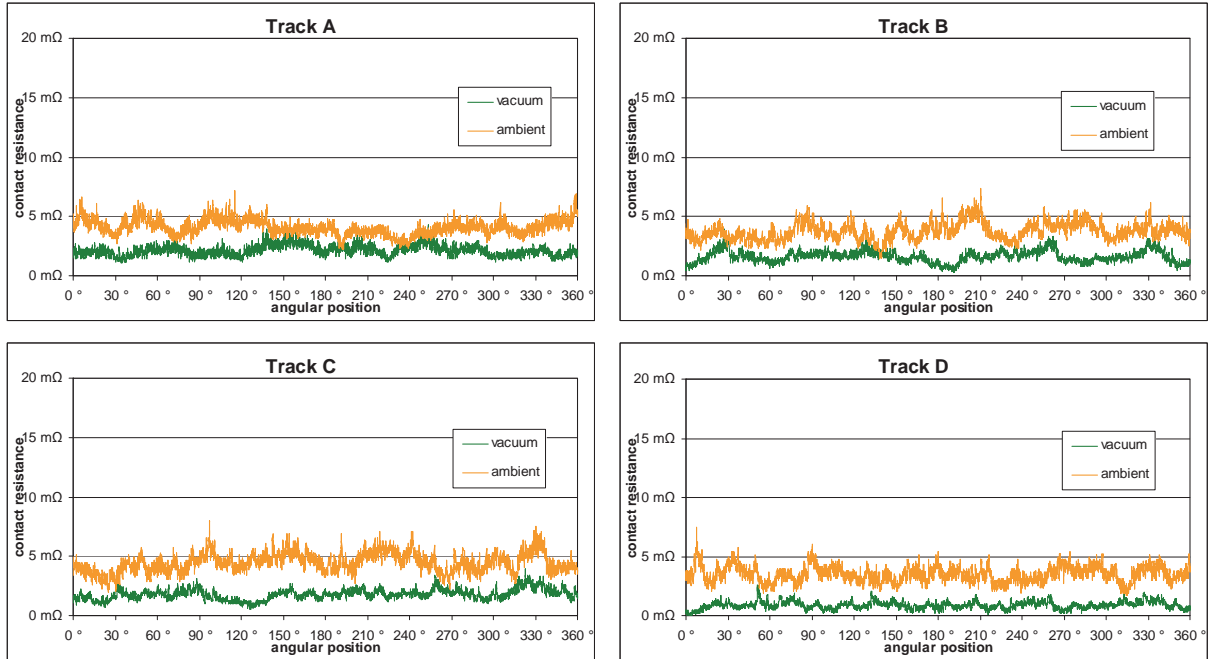 Track A
20 mΩ
15 mΩ
10 mΩ
5 mΩ
0 mΩ
contact resistance
vacuum
ambient
0 º 30 º 60 º 90 º 120 º 150 º 180 º 210 º 240 º 270 º 300 º 330 º 360 º
angular position
Track B
20 mΩ
15 mΩ
10 mΩ
5 mΩ
0 mΩ
contact resistance
vacuum
ambient
0 º 30 º 60 º 90 º 120 º 150 º 180 º 210 º 240 º 270 º 300 º 330 º 360 º
angular position
Track C
20 mΩ
15 mΩ
10 mΩ
5 mΩ
0 mΩ
contact resistance
vacuum
ambient
0 º 30 º 60 º 90 º 120 º 150 º 180 º 210 º 240 º 270 º 300 º 330 º 360 º
angular position
Track D
20 mΩ
15 mΩ
10 mΩ
5 mΩ
0 mΩ
contact resistance
vacuum
ambient
0 º 30 º 60 º 90 º 120 º 150 º 180 º 210 º 240 º 270 º 300 º 330 º 360 º
angular position